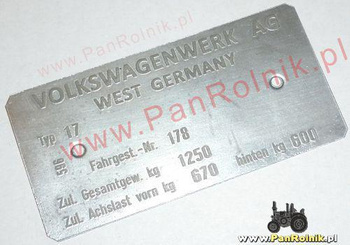 www.PanRolnik.pl
VOLKSWAGENWERK AG
WEST GERMANY
Typ 17
596 Fahrgest.-Nr. 178
Zul. Gesamtgew. kg 1250
Zul. Achslast vorn kg 670 hinten kg 600
www.PanRolnik.pl
www.PanRolnik.pl